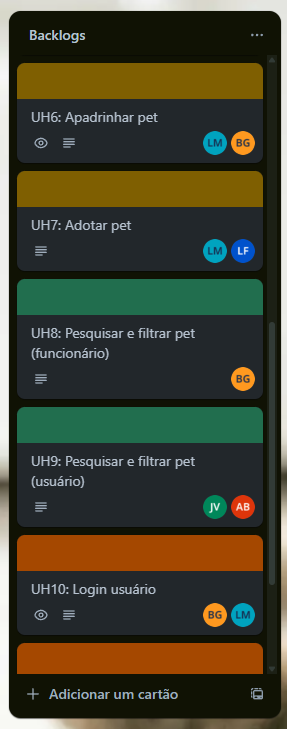 Backlogs
UH6: Apadrinhar pet
LM BG
UH7: Adotar pet
LM LF
UH8: Pesquisar e filtrar pet
(funcionário)
BG
UH9: Pesquisar e filtrar pet
(usuário)
JV AB
UH10: Login usuário
BG LM
Adicionar um cartão